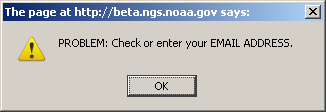 The page at http://beta.ngs.noaa.gov says:
PROBLEM: Check or enter your EMAIL ADDRESS.
OK